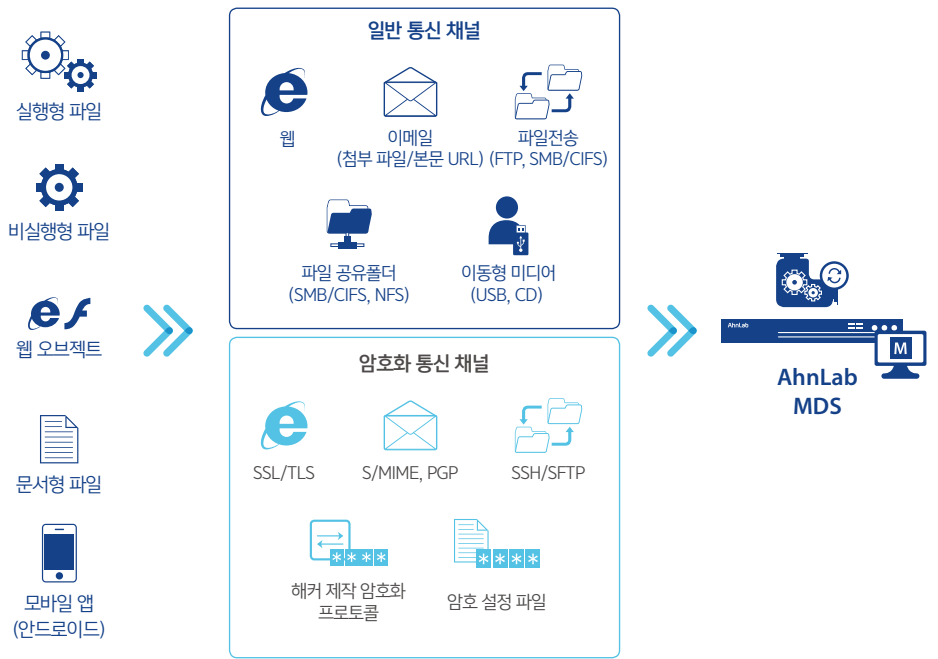 실행형 파일
비실행형 파일
웹 오브젝트
문서형 파일
모바일 앱
(안드로이드)
일반 통신 채널
웹
이메일
(첨부 파일/본문 URL)
파일전송
(FTP, SMB/CIFS)
파일 공유폴더
(SMB/CIFS, NFS)
이동형 미디어
(USB, CD)
암호화 통신 채널
SSL/TLS
S/MIME, PGP
SSH/SFTP
****
해커 제작 암호화
프로토콜
****
암호 설정 파일
AhnLab
M
AhnLab
MDS